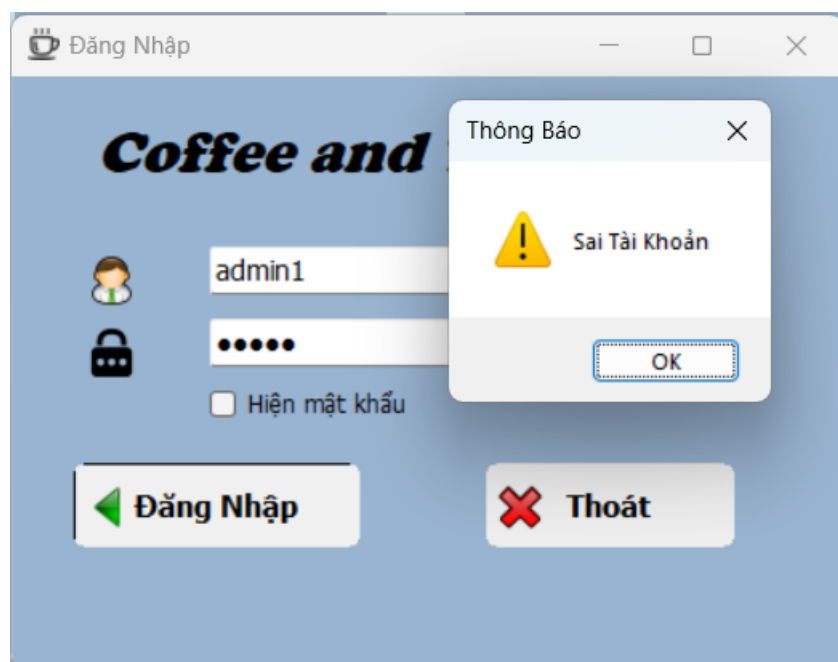 Đăng Nhập
Coffee and
Thông Báo
Sai Tài Khoản
OK
admin1
•••••
Hiện mật khẩu
Đăng Nhập
Thoát